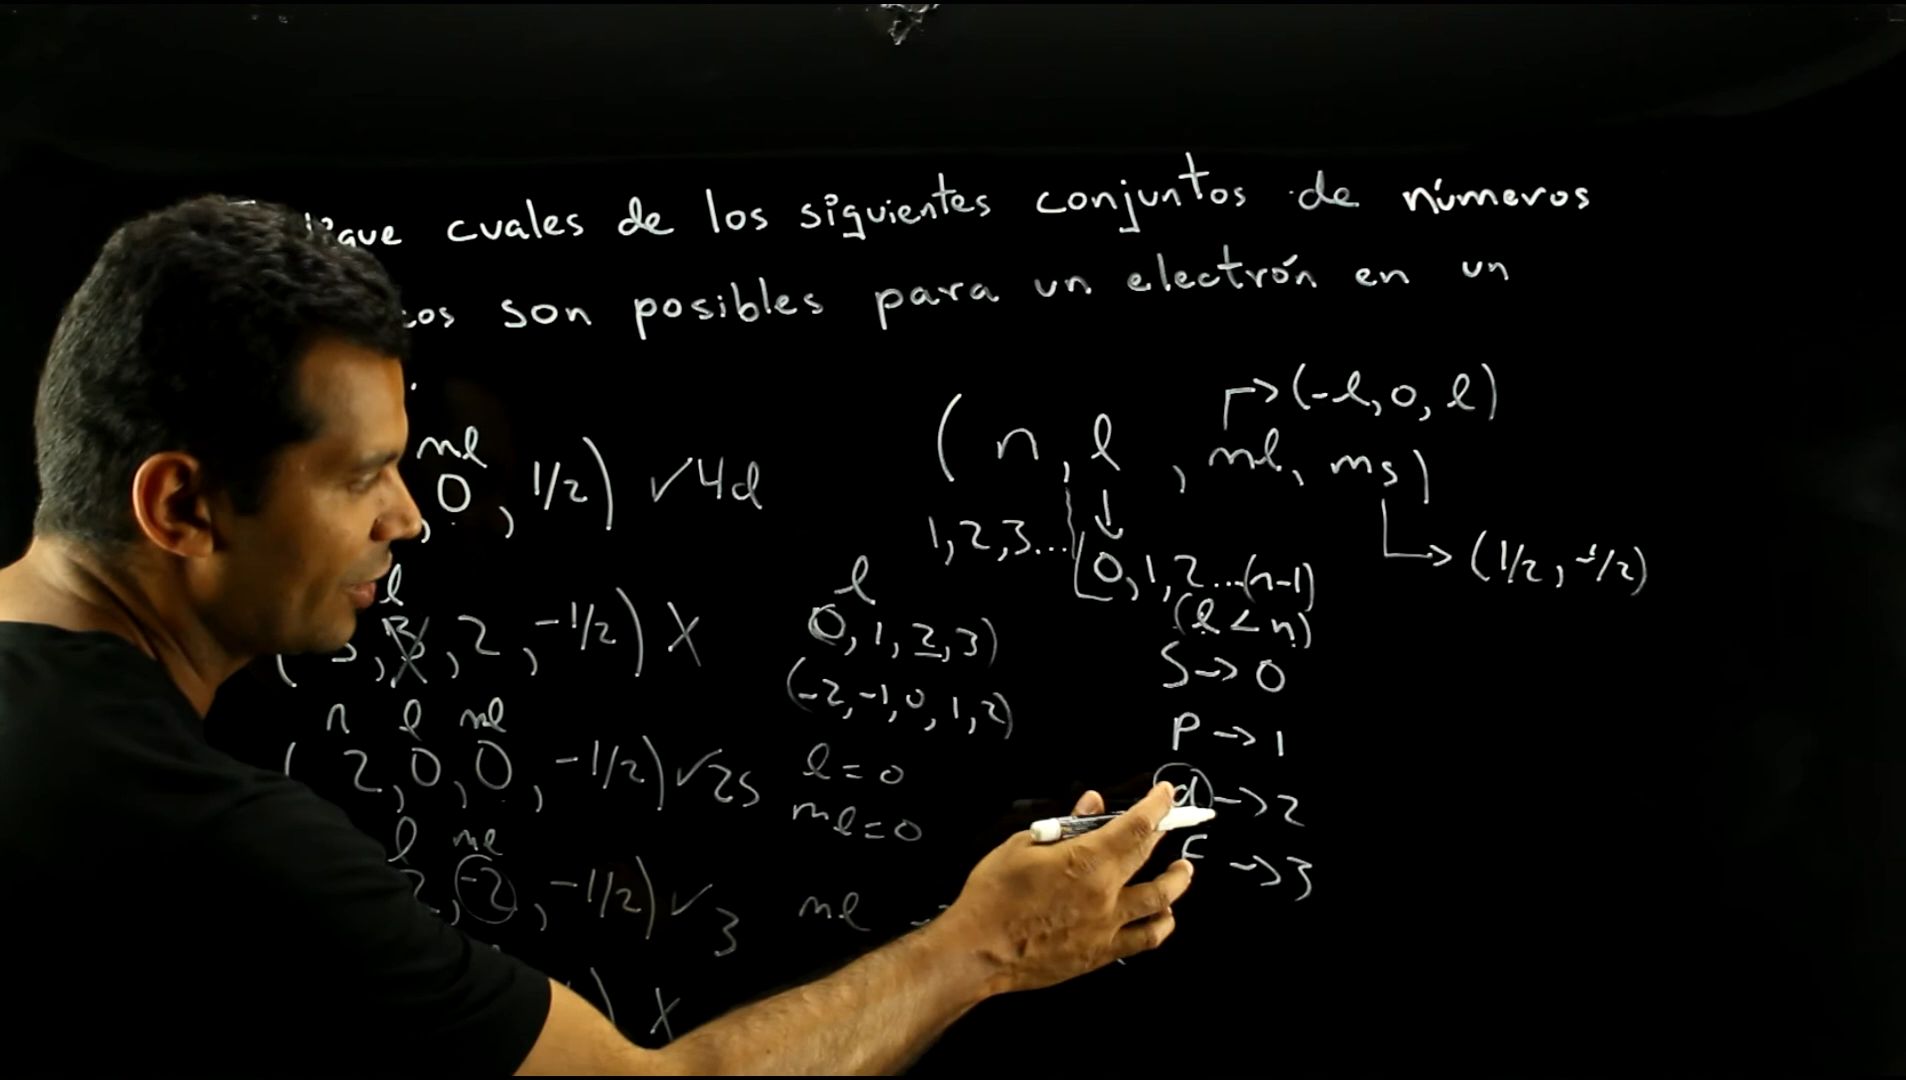 cuales de los siguientes conjuntos de números
son posibles para un electrón en un
.
ml
0, 1/2) ✓4d
(n, l, ml, ms)
→(-l, 0, l)
1,2,3...
0,1,2...(n-1)
→(1/2, -1/2)
(l<n)
l
3, 2, -1/2) X
l
0,1,2,3)
(-2,-1,0,1,2)
S→0
P→1
d→2
F→3
n l ml
(2,0,0, -1/2) ✓2s
l=0
ml=0
l ml
-2, -1/2) ✓3
ml
) X